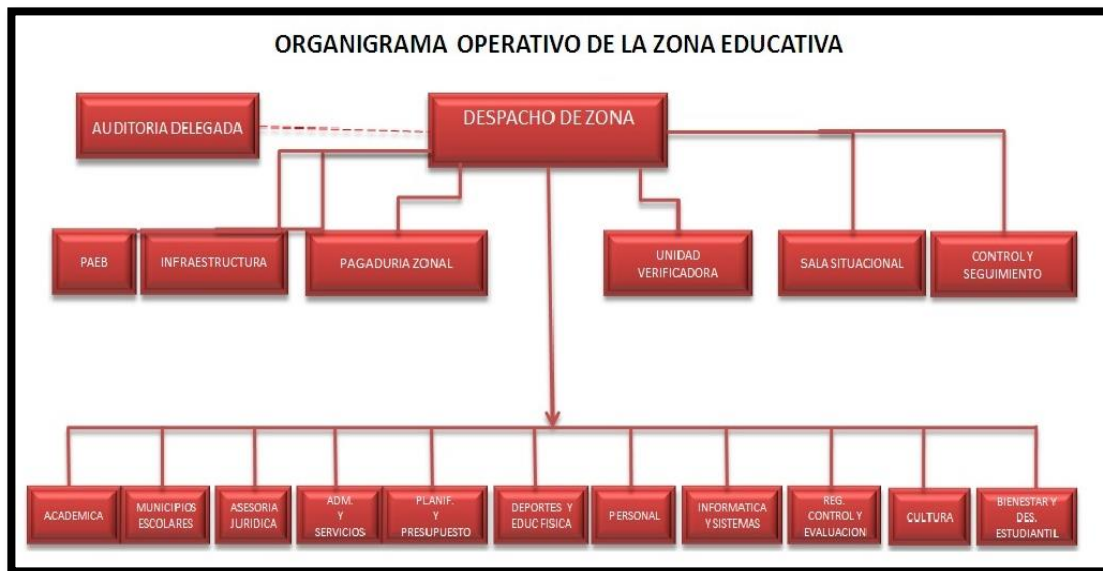 ORGANIGRAMA OPERATIVO DE LA ZONA EDUCATIVA
AUDITORIA DELEGADA
DESPACHO DE ZONA
PAEB
INFRAESTRUCTURA
PAGADURIA ZONAL
UNIDAD
VERIFICADORA
SALA SITUACIONAL
CONTROL Y
SEGUIMIENTO
ACADEMICA
MUNICIPIOS
ESCOLARES
ASESORIA
JURIDICA
ADM.
Y
SERVICIOS
PLANIF.
Y
PRESUPUESTO
DEPORTES Y
EDUC FISICA
PERSONAL
INFORMATICA
Y SISTEMAS
REG.
CONTROL Y
EVALUACION
CULTURA
BIENESTAR Y
DES.
ESTUDIANTIL